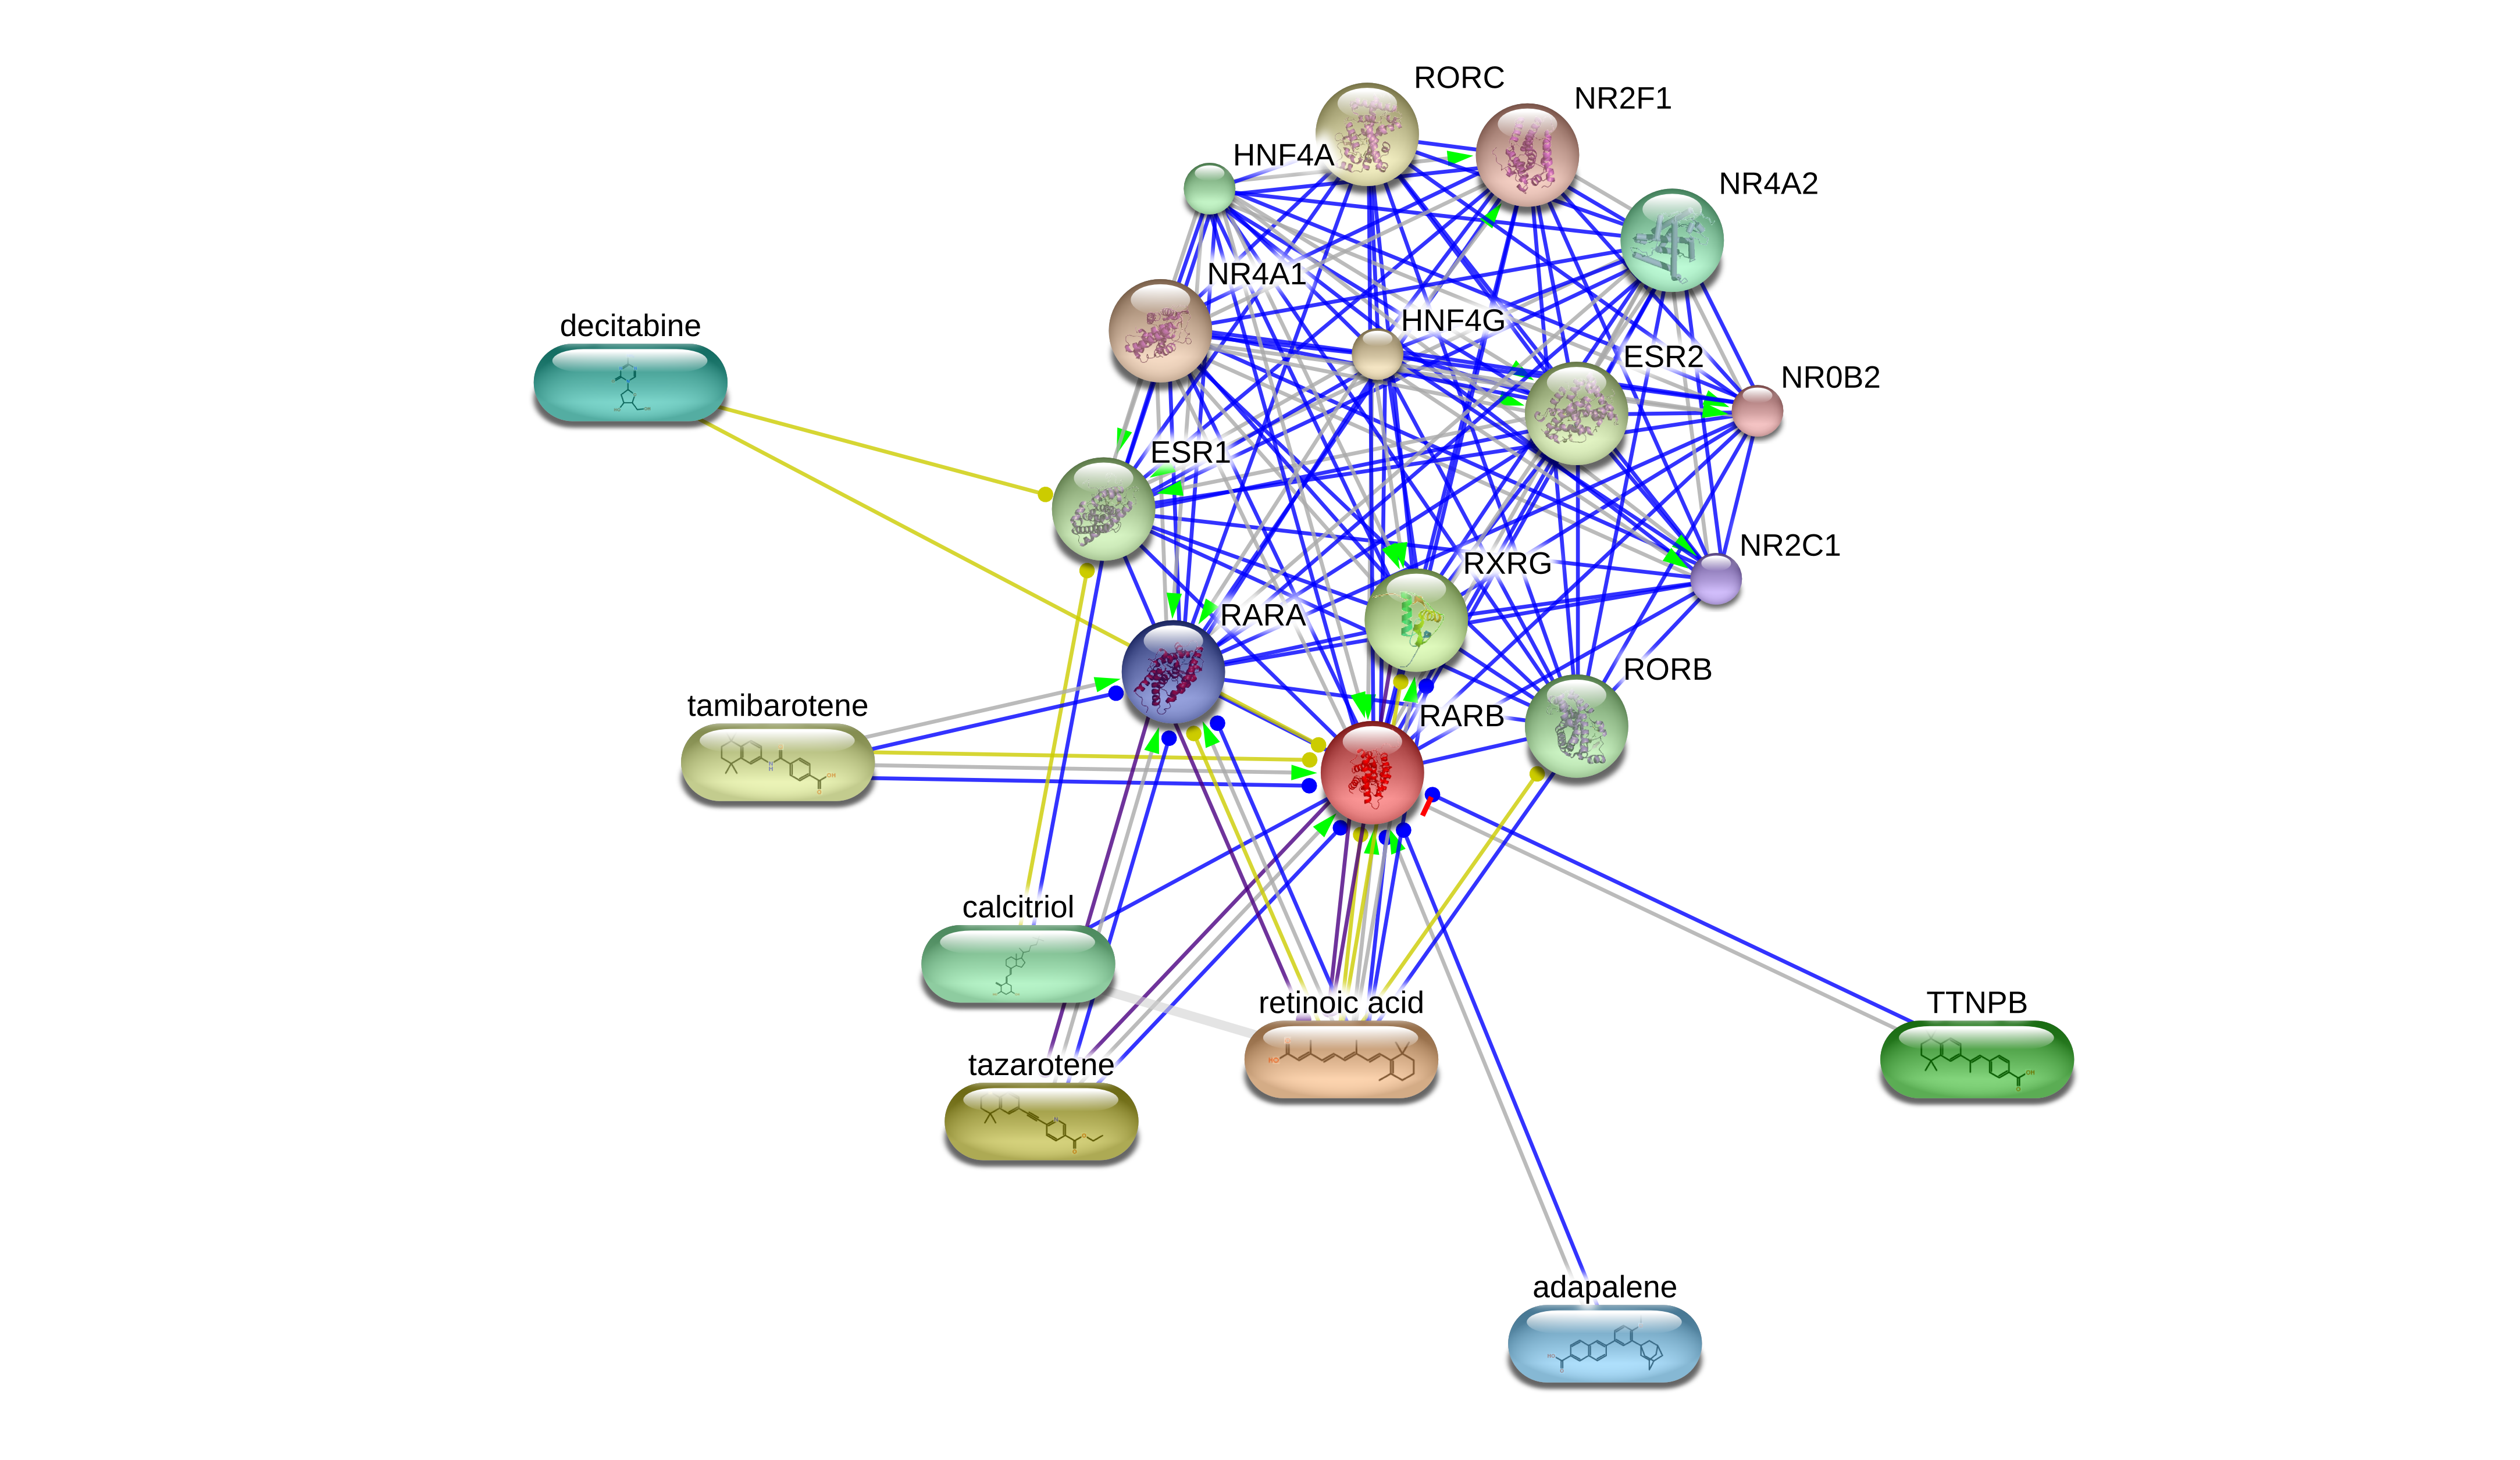 RORC
NR2F1
HNF4A
NR4A2
NR4A1
HNF4G
decitabine
ESR2
NR0B2
ESR1
NR2C1
RXRG
RARA
RORB
tamibarotene
RARB
calcitriol
retinoic acid
TTNPB
tazarotene
adapalene